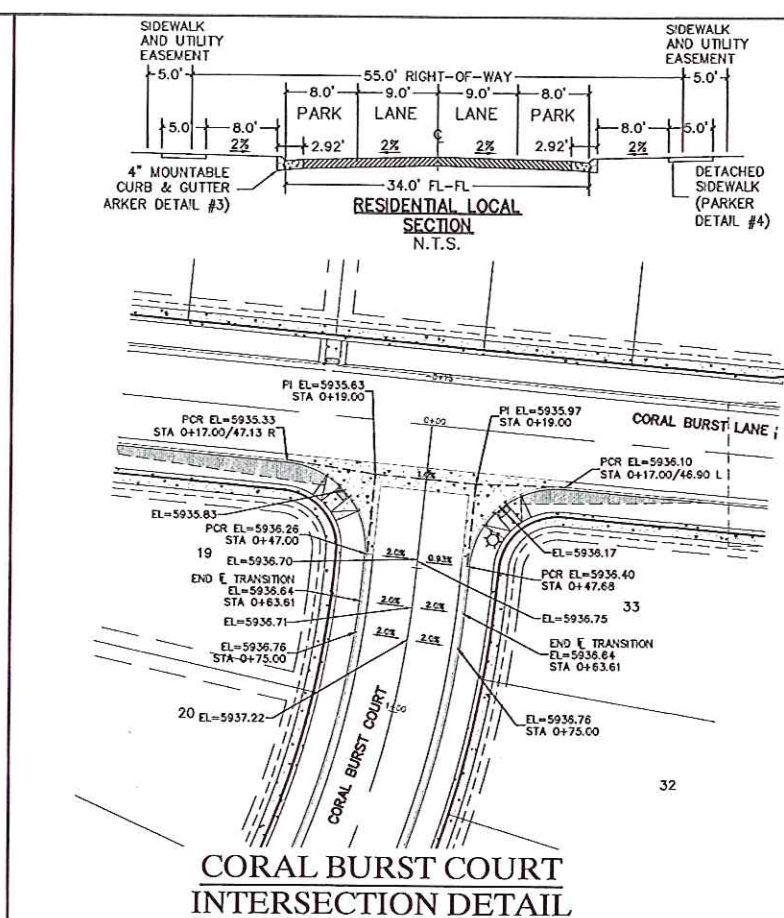 SIDEWALK
AND UTILITY
EASEMENT
SIDEWALK
AND UTILITY
EASEMENT
5.0'
55.0' RIGHT-OF-WAY
5.0'
8.0'
9.0'
9.0'
8.0'
PARK
LANE
LANE
PARK
5.0'
8.0'
2.92'
2.92'
8.0'
5.0'
2%
2%
2%
2%
4" MOUNTABLE
CURB & GUTTER
ARKER DETAIL #3)
34.0' FL-FL
DETACHED
SIDEWALK
(PARKER
DETAIL #4)
RESIDENTIAL LOCAL
SECTION
N.T.S.
PI EL=5935.63
STA 0+19.00
0+00
PI EL=5935.97
STA 0+19.00
CORAL BURST LANE
PCR EL=5935.33
STA 0+17.00/47.13 R
PCR EL=5936.10
STA 0+17.00/46.90 L
EL=5935.83
EL=5936.17
PCR EL=5936.26
STA 0+47.00
19
EL=5936.70
2.0%
0.93%
PCR EL=5936.40
STA 0+47.68
33
END ℄ TRANSITION
EL=5936.64
STA 0+63.61
2.0%
2.0%
EL=5936.75
EL=5936.71
END ℄ TRANSITION
EL=5936.64
STA 0+63.61
EL=5936.76
STA 0+75.00
2.0%
2.0%
20
EL=5937.22
1+00
EL=5936.76
STA 0+75.00
CORAL BURST COURT
32
CORAL BURST COURT
INTERSECTION DETAIL